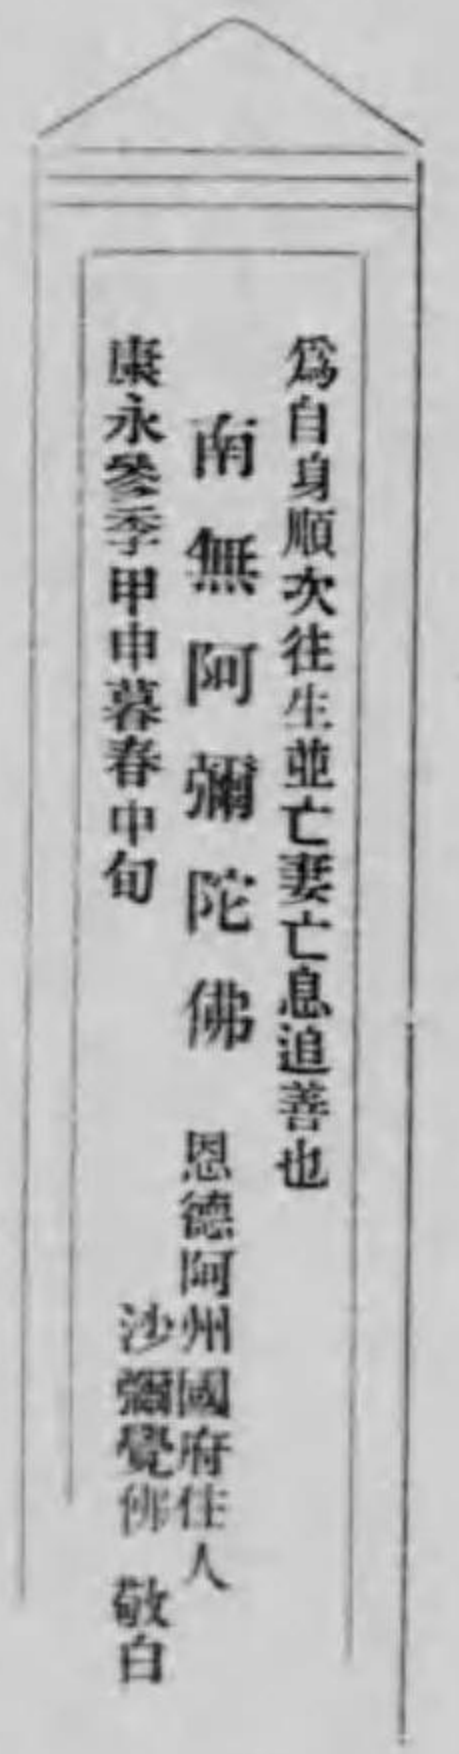 爲自身順次往生並亡妻亡息追善也
南無阿彌陀佛
恩德阿州國府住人
康永參季甲申暮春中旬
沙彌覺佛 敬白